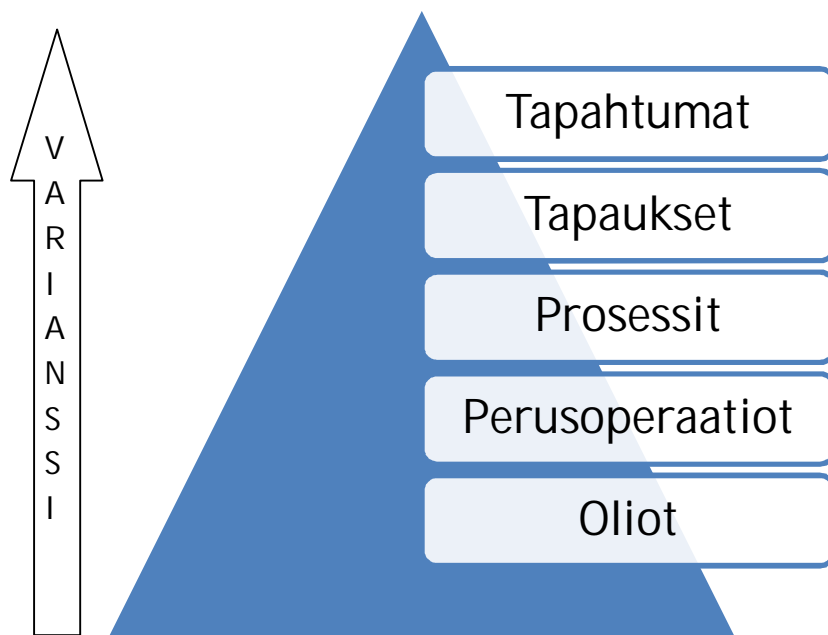 VARIANSSI
Tapahtumat
Tapaukset
Prosessit
Perusoperaatiot
Oliot